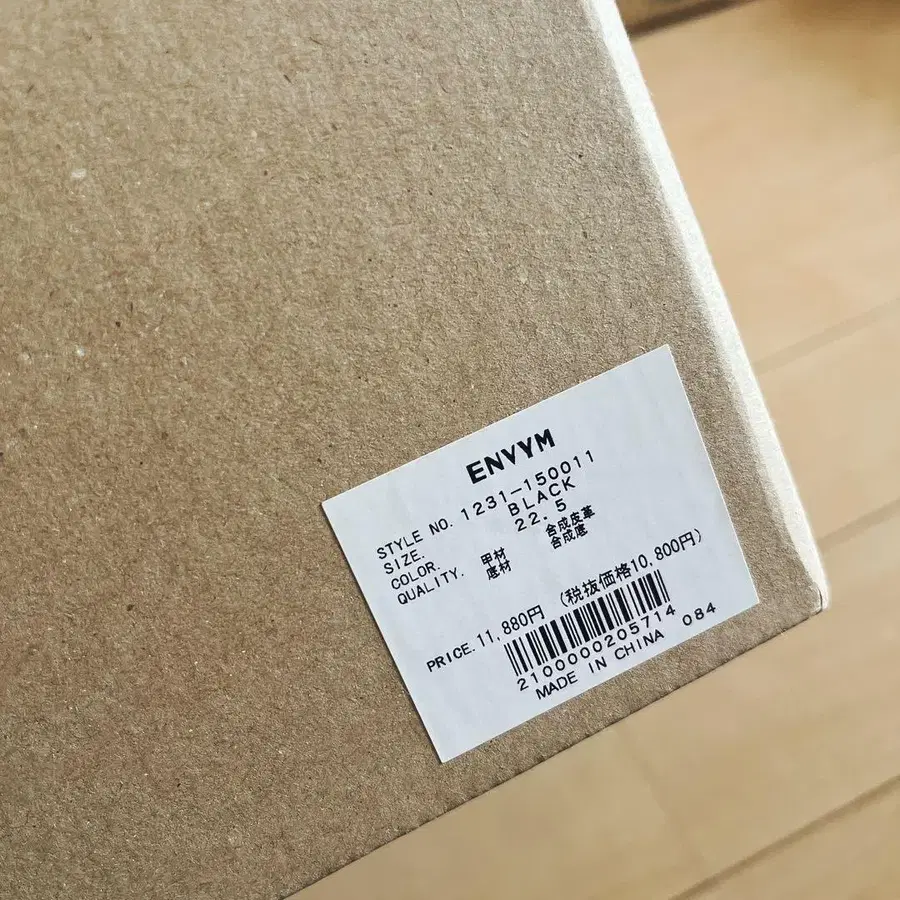 ENVYM
STYLE NO. 1231-150011
SIZE. BLACK
COLOR. 22.5
QUALITY. 甲材 合成皮革
底材 合成底
PRICE. 11,880円 (税抜価格10,800円)
2100000205714 084
MADE IN CHINA